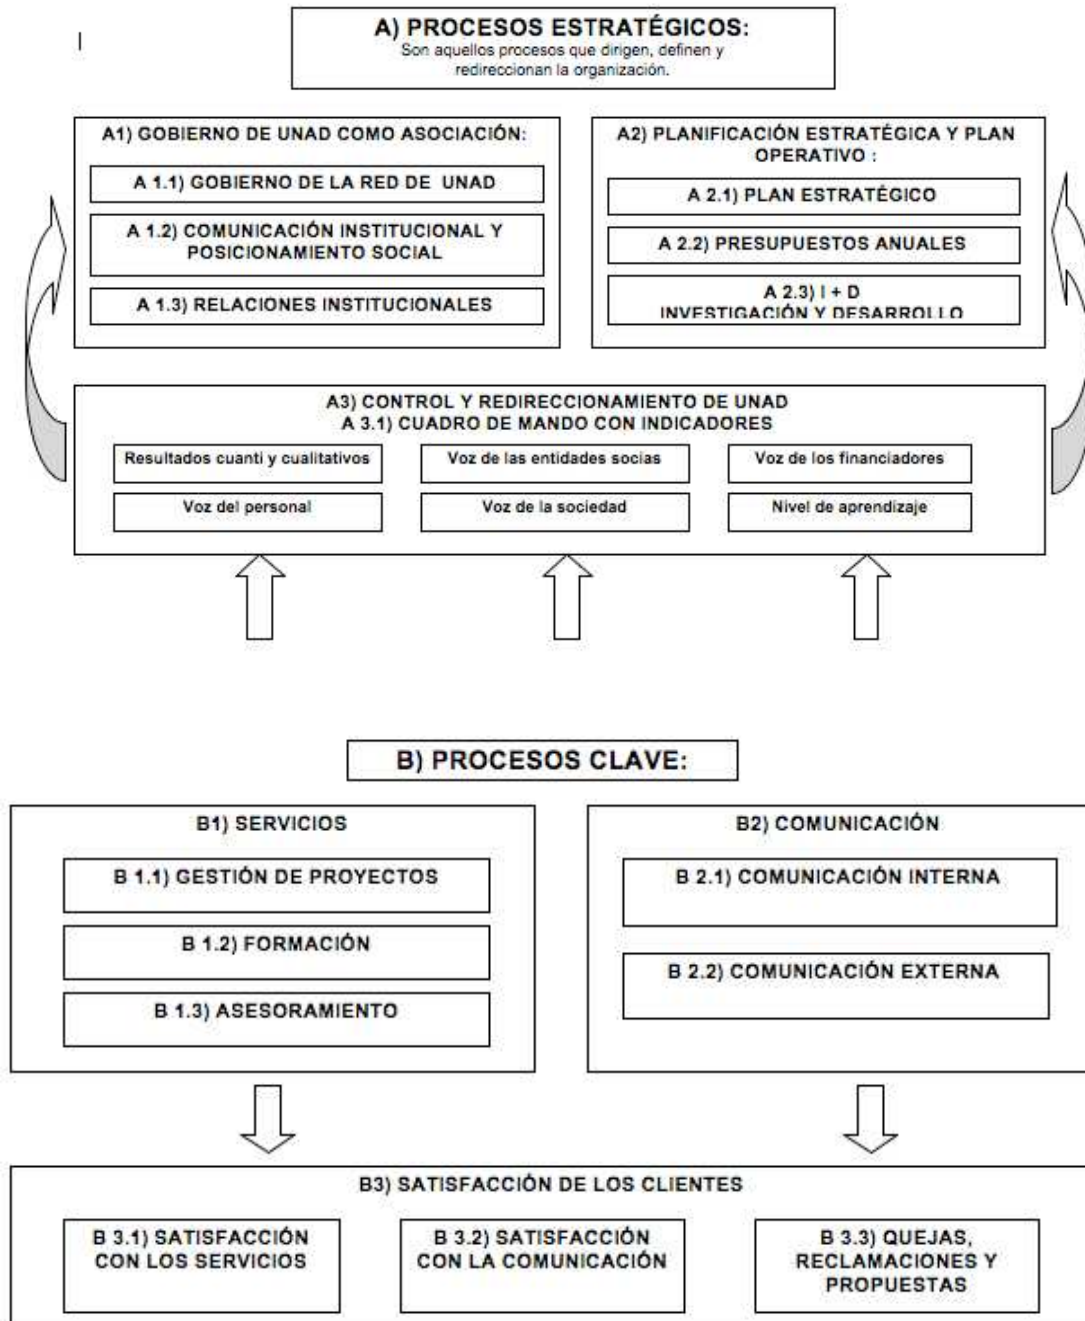 A) PROCESOS ESTRATÉGICOS:
Son aquellos procesos que dirigen, definen y
redireccionan la organización.
A1) GOBIERNO DE UNAD COMO ASOCIACIÓN:
A 1.1) GOBIERNO DE LA RED DE UNAD
A 1.2) COMUNICACIÓN INSTITUCIONAL Y
POSICIONAMIENTO SOCIAL
A 1.3) RELACIONES INSTITUCIONALES
A2) PLANIFICACIÓN ESTRATÉGICA Y PLAN
OPERATIVO :
A 2.1) PLAN ESTRATÉGICO
A 2.2) PRESUPUESTOS ANUALES
A 2.3) I + D
INVESTIGACIÓN Y DESARROLLO
A3) CONTROL Y REDIRECCIONAMIENTO DE UNAD
A 3.1) CUADRO DE MANDO CON INDICADORES
Resultados cuanti y cualitativos
Voz de las entidades socias
Voz de los financiadores
Voz del personal
Voz de la sociedad
Nivel de aprendizaje
B) PROCESOS CLAVE:
B1) SERVICIOS
B 1.1) GESTIÓN DE PROYECTOS
B 1.2) FORMACIÓN
B 1.3) ASESORAMIENTO
B2) COMUNICACIÓN
B 2.1) COMUNICACIÓN INTERNA
B 2.2) COMUNICACIÓN EXTERNA
B3) SATISFACCIÓN DE LOS CLIENTES
B 3.1) SATISFACCIÓN
CON LOS SERVICIOS
B 3.2) SATISFACCIÓN
CON LA COMUNICACIÓN
B 3.3) QUEJAS,
RECLAMACIONES Y
PROPUESTAS